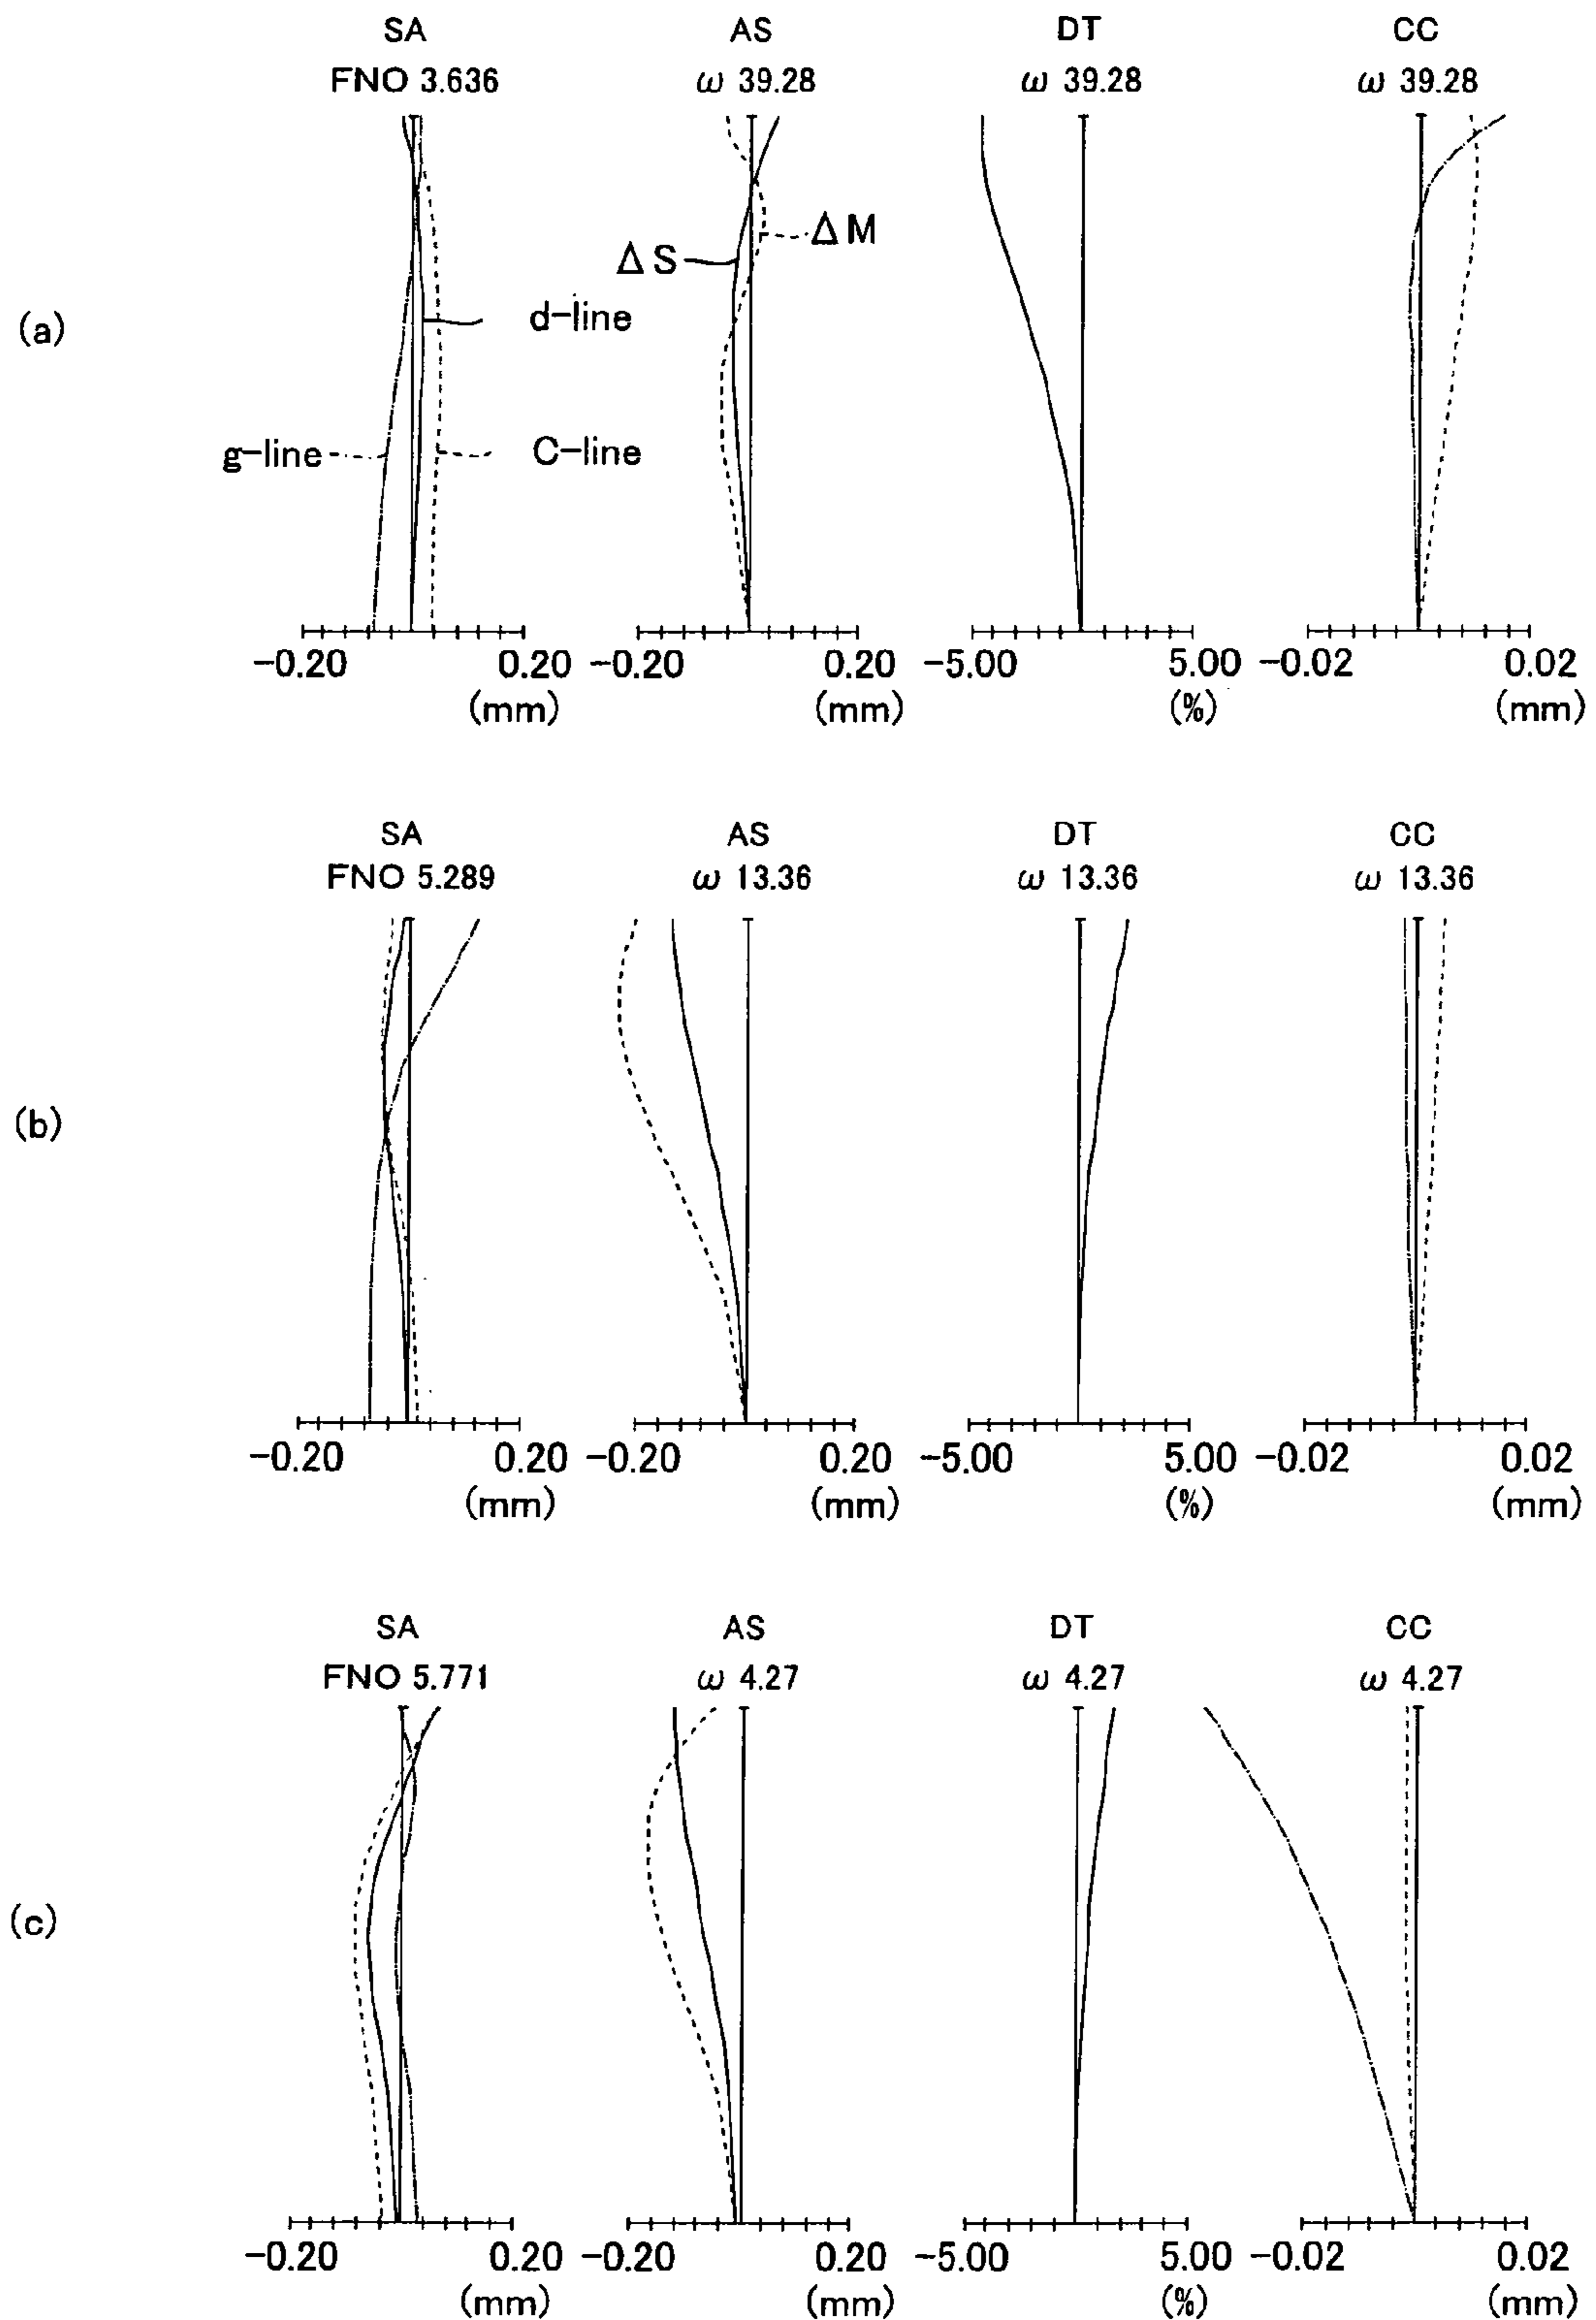 SA AS DT CC
FNO 3.636 ω 39.28 ω 39.28 ω 39.28
ΔM
ΔS
(a)
d-line
g-line C-line
-0.20 0.20 -0.20 0.20 -5.00 5.00 -0.02 0.02
(mm) (mm) (%) (mm)
SA AS DT CC
FNO 5.289 ω 13.36 ω 13.36 ω 13.36
(b)
-0.20 0.20 -0.20 0.20 -5.00 5.00 -0.02 0.02
(mm) (mm) (%) (mm)
SA AS DT CC
FNO 5.771 ω 4.27 ω 4.27 ω 4.27
(c)
-0.20 0.20 -0.20 0.20 -5.00 5.00 -0.02 0.02
(mm) (mm) (%) (mm)